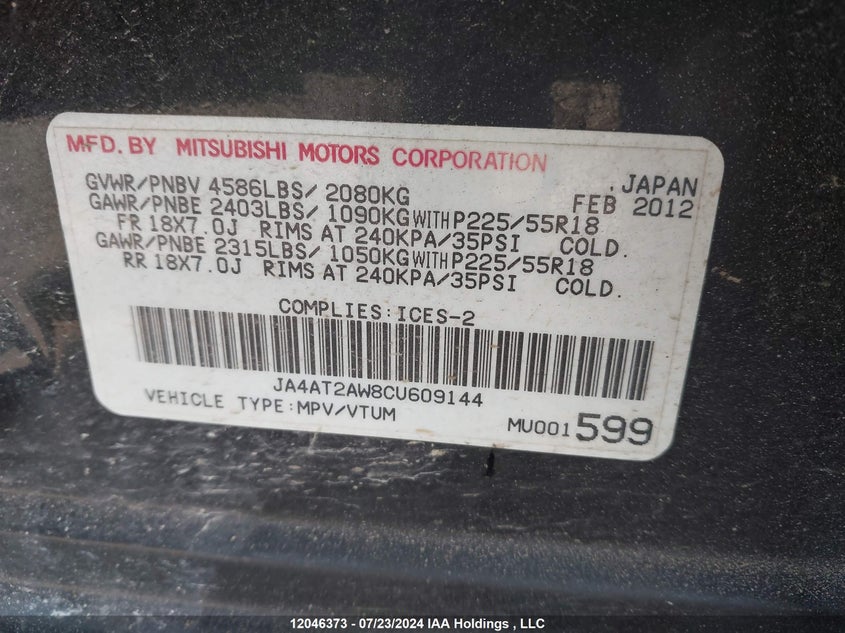 MFD. BY MITSUBISHI MOTORS CORPORATION
, JAPAN
GVWR/PNBV 4586LBS/ 2080KG FEB 2012
GAWR/PNBE 2403LBS/ 1090KG WITH P225/55R18
FR 18X7.0J RIMS AT 240KPA/35PSI COLD.
GAWR/PNBE 2315LBS/ 1050KG WITH P225/55R18
RR 18X7.0J RIMS AT 240KPA/35PSI COLD.
COMPLIES:ICES-2
JA4AT2AW8CU609144
VEHICLE TYPE:MPV/VTUM
MU001599
12046373 - 07/23/2024 IAA Holdings , LLC